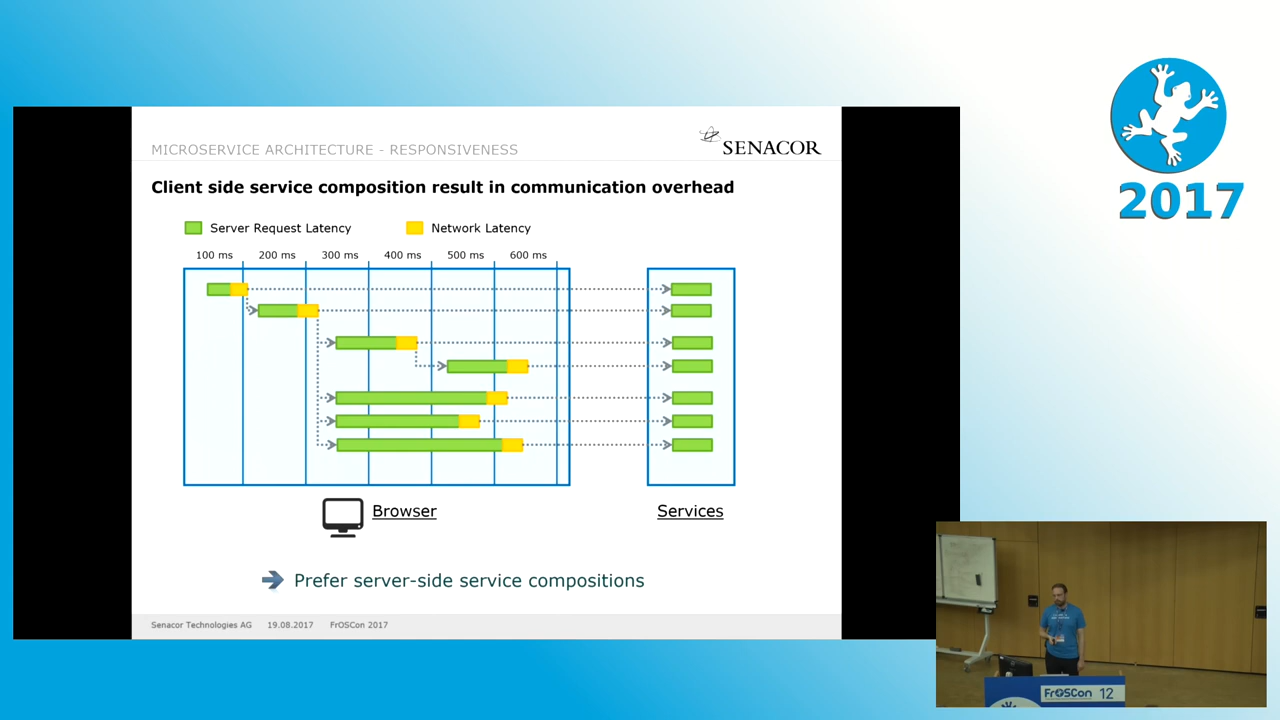 MICROSERVICE ARCHITECTURE - RESPONSIVENESS
SENACOR
Client side service composition result in communication overhead
Server Request Latency
Network Latency
100 ms 200 ms 300 ms 400 ms 500 ms 600 ms
Browser
Services
Prefer server-side service compositions
Senacor Technologies AG 19.08.2017 FrOSCon 2017
2017
FrOSCon 12